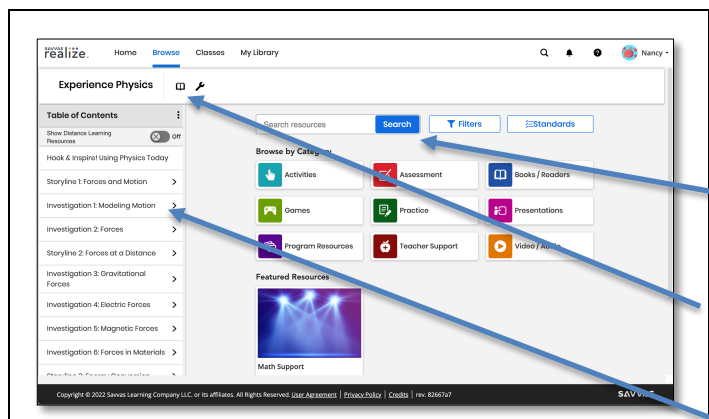 SAVVAS
realize.
Home Browse Classes My Library
Nancy
Experience Physics
Table of Contents
Show Distance Learning
Resources
Off
Hook & Inspire! Using Physics Today
Storyline 1: Forces and Motion
Investigation 1: Modeling Motion
Investigation 2: Forces
Storyline 2: Forces at a Distance
Investigation 3: Gravitational
Forces
Investigation 4: Electric Forces
Investigation 5: Magnetic Forces
Investigation 6: Forces in Materials
Search resources Search Filters Standards
Browse by Category
Activities Assessment Books / Readers
Games Practice Presentations
Program Resources Teacher Support Video / Audio
Featured Resources
Math Support
Copyright © 2022 Savvas Learning Company LLC. or its affiliates. All Rights Reserved. User Agreement | Privacy Policy | Credits | rev. 82667a7
SAVVAS